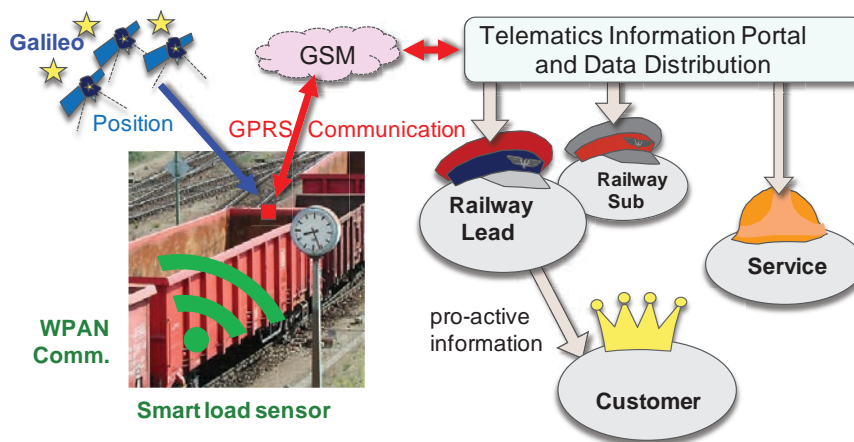 Galileo
Position
GSM
GPRS Communication
Telematics Information Portal
and Data Distribution
Railway
Lead
Railway
Sub
Service
WPAN
Comm.
pro-active
information
Customer
Smart load sensor